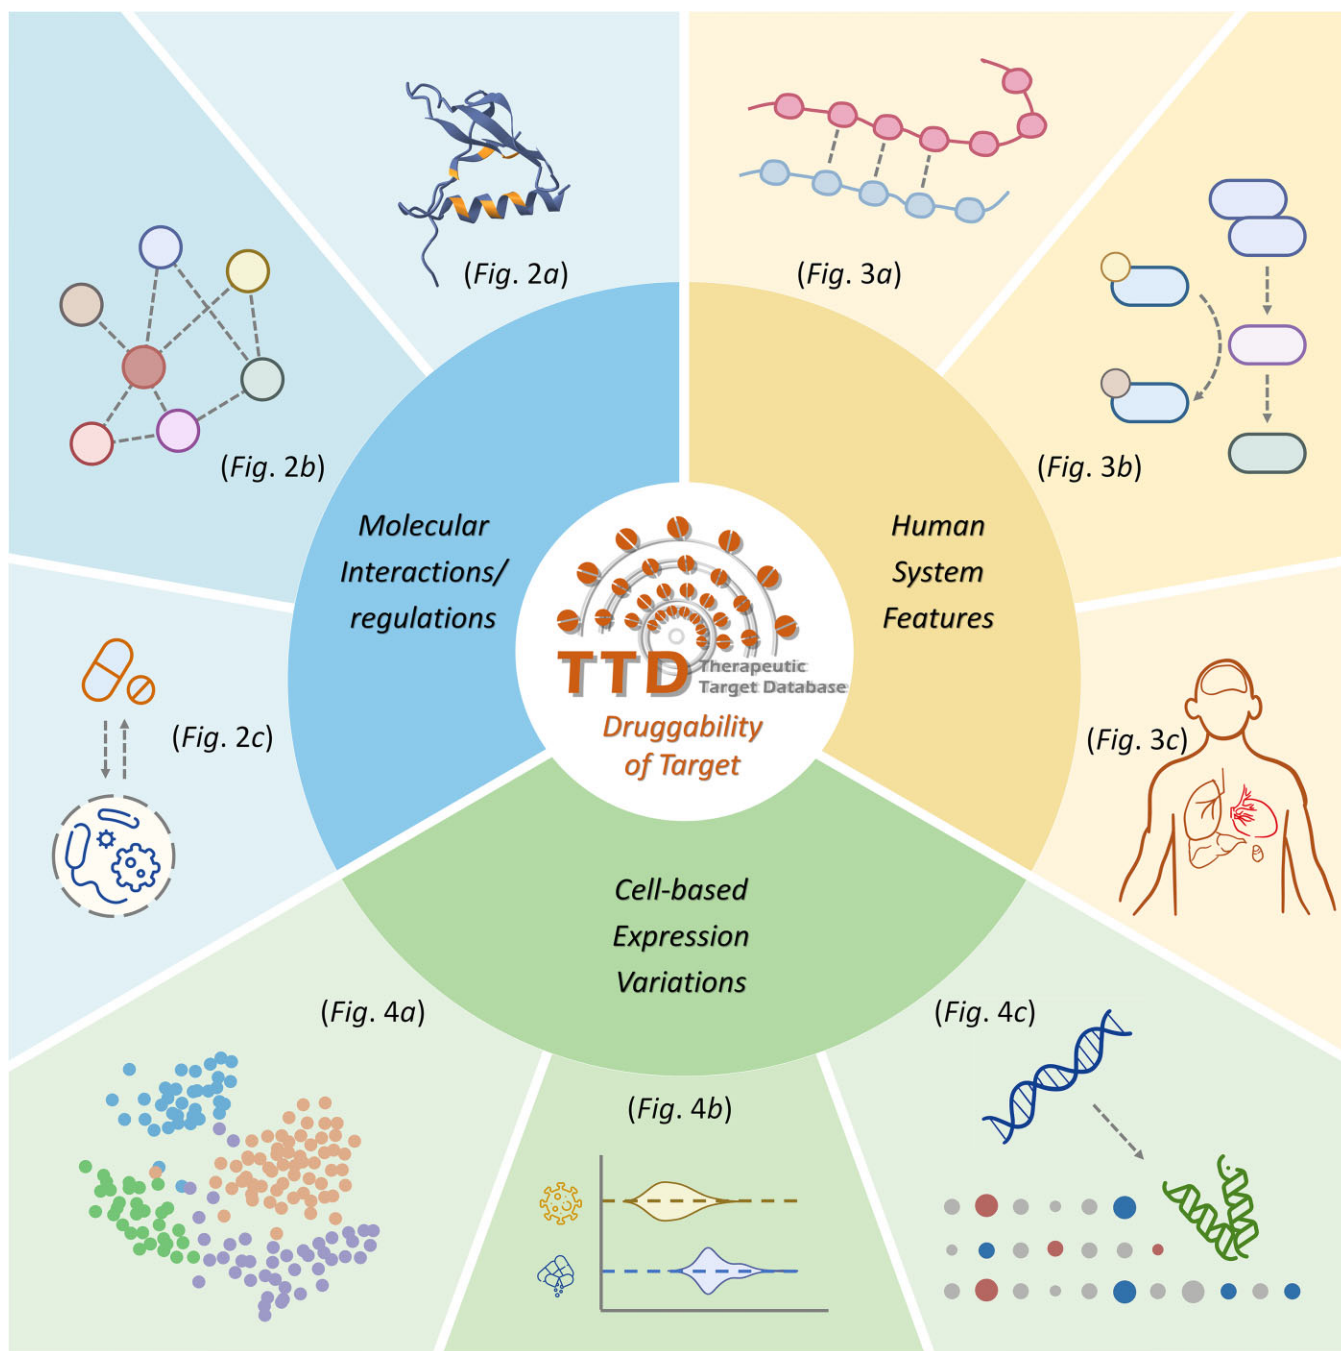 (Fig. 2a)
(Fig. 3a)
(Fig. 2b)
(Fig. 3b)
Molecular
Interactions/
regulations
Human
System
Features
TTD
Therapeutic
Target Database
Druggability
of Target
(Fig. 2c)
(Fig. 3c)
Cell-based
Expression
Variations
(Fig. 4a)
(Fig. 4b)
(Fig. 4c)